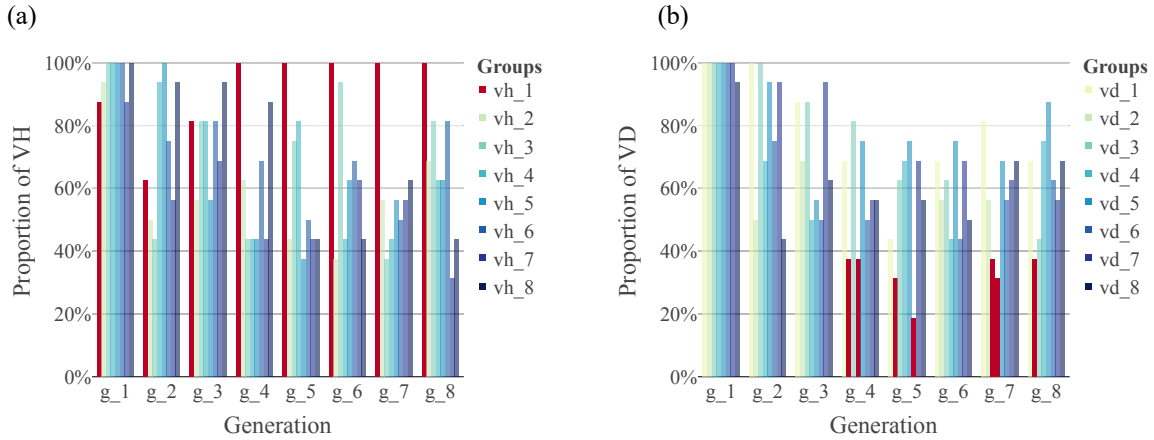 (a)
Proportion of VH
100%
80%
60%
40%
20%
0%
g_1 g_2 g_3 g_4 g_5 g_6 g_7 g_8
Generation
Groups
vh_1
vh_2
vh_3
vh_4
vh_5
vh_6
vh_7
vh_8
(b)
Proportion of VD
100%
80%
60%
40%
20%
0%
g_1 g_2 g_3 g_4 g_5 g_6 g_7 g_8
Generation
Groups
vd_1
vd_2
vd_3
vd_4
vd_5
vd_6
vd_7
vd_8